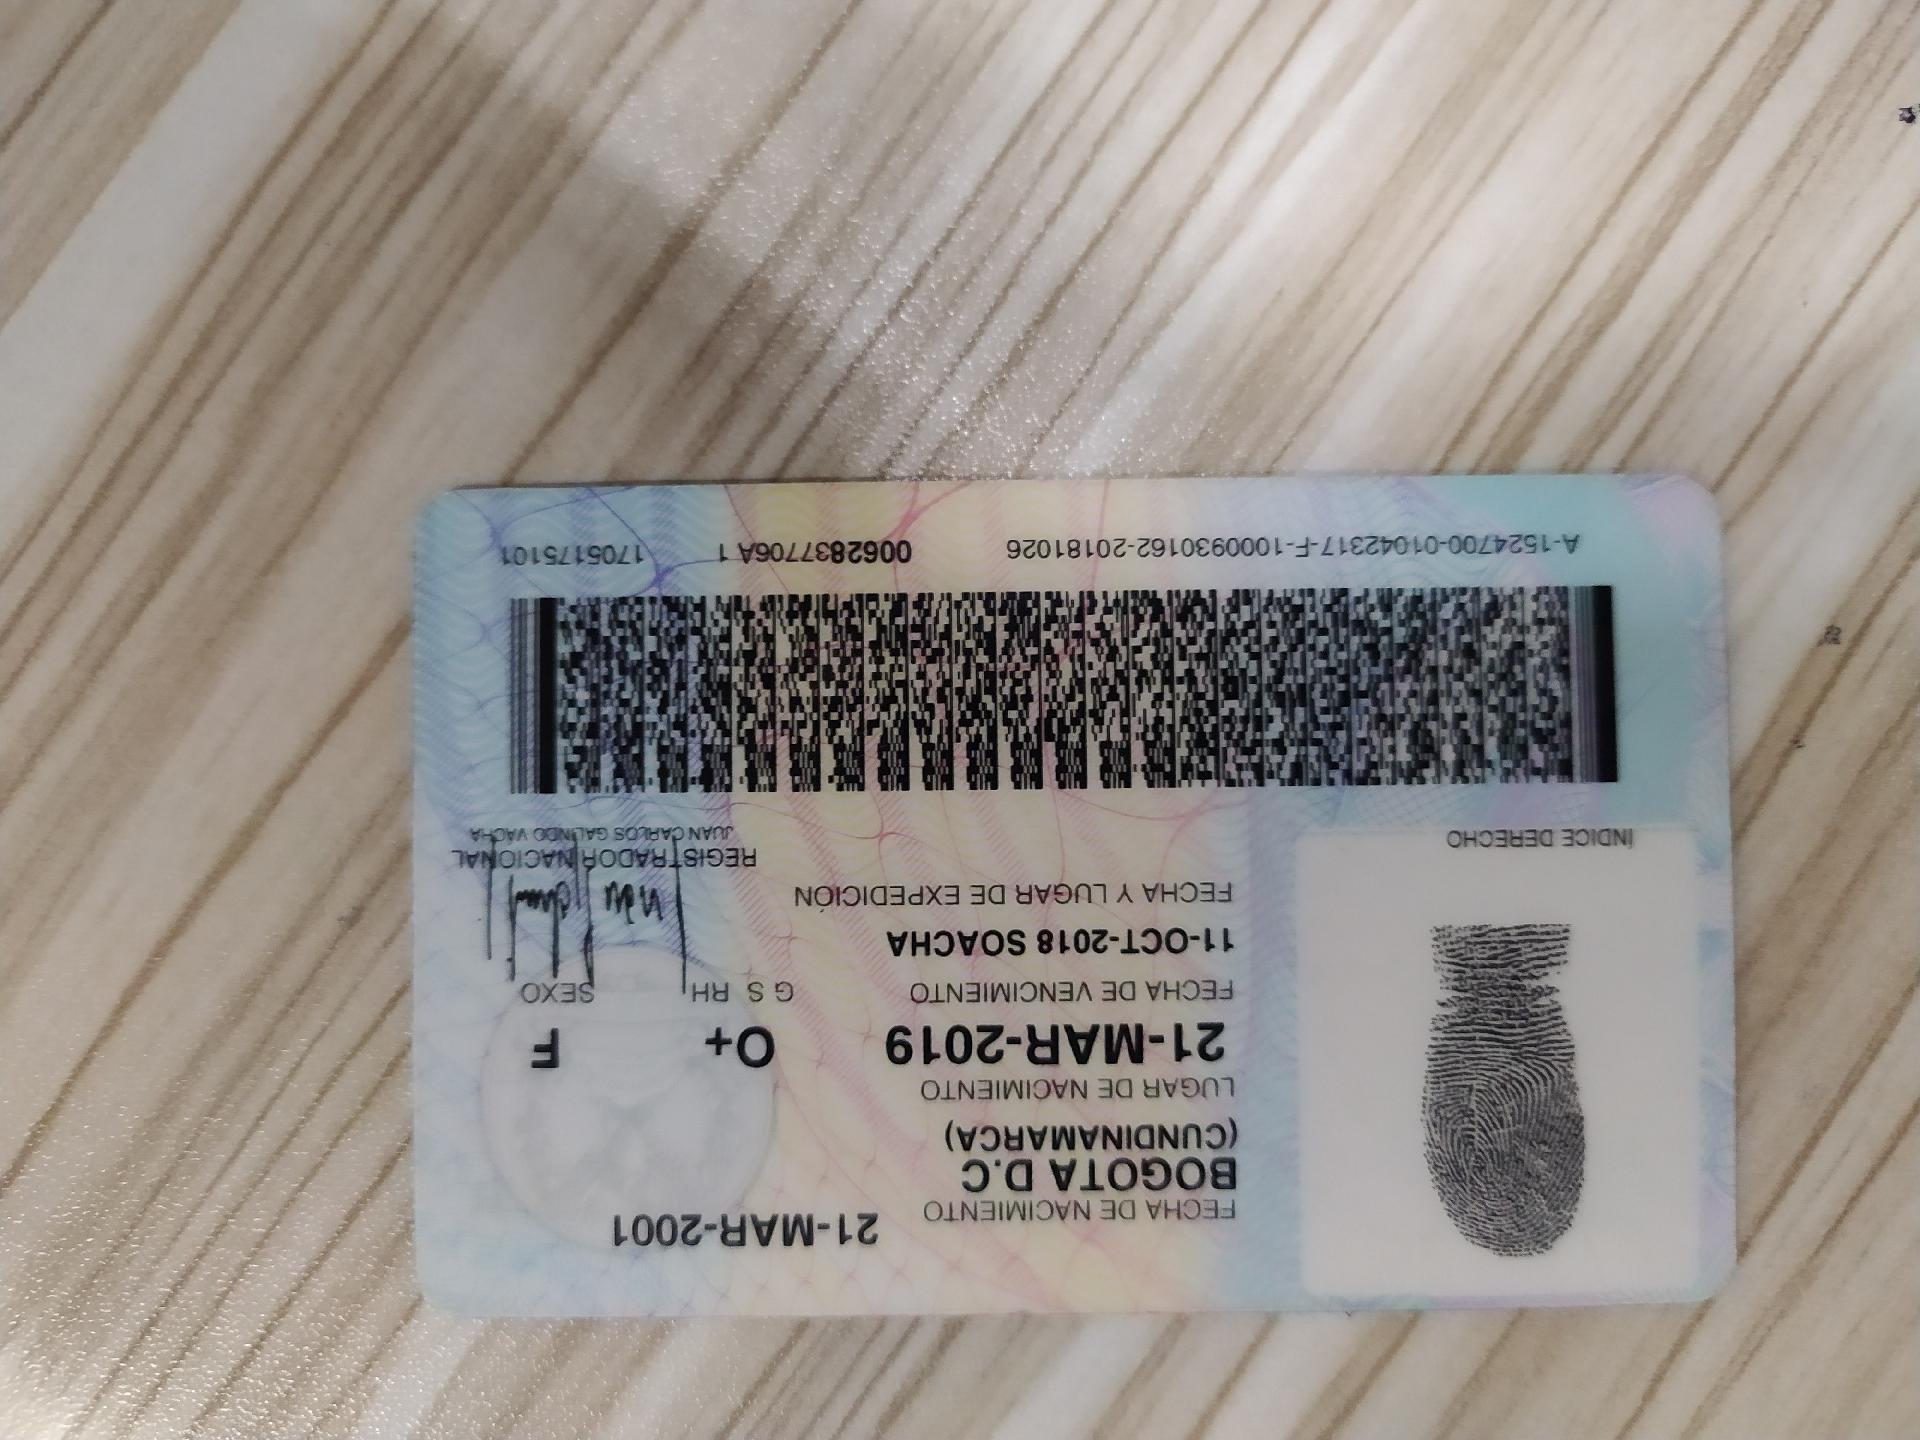 FECHA DE NACIMIENTO 21-MAR-2001
BOGOTA D.C
(CUNDINAMARCA)
LUGAR DE NACIMIENTO
21-MAR-2019 O+ F
FECHA DE VENCIMIENTO G S RH SEXO
11-OCT-2018 SOACHA
FECHA Y LUGAR DE EXPEDICIÓN
REGISTRADOR NACIONAL
JUAN CARLOS GALINDO VACHA
ÍNDICE DERECHO
A-1524700-01042317-F-1000930162-20181026 0062837706A 1 1705175101